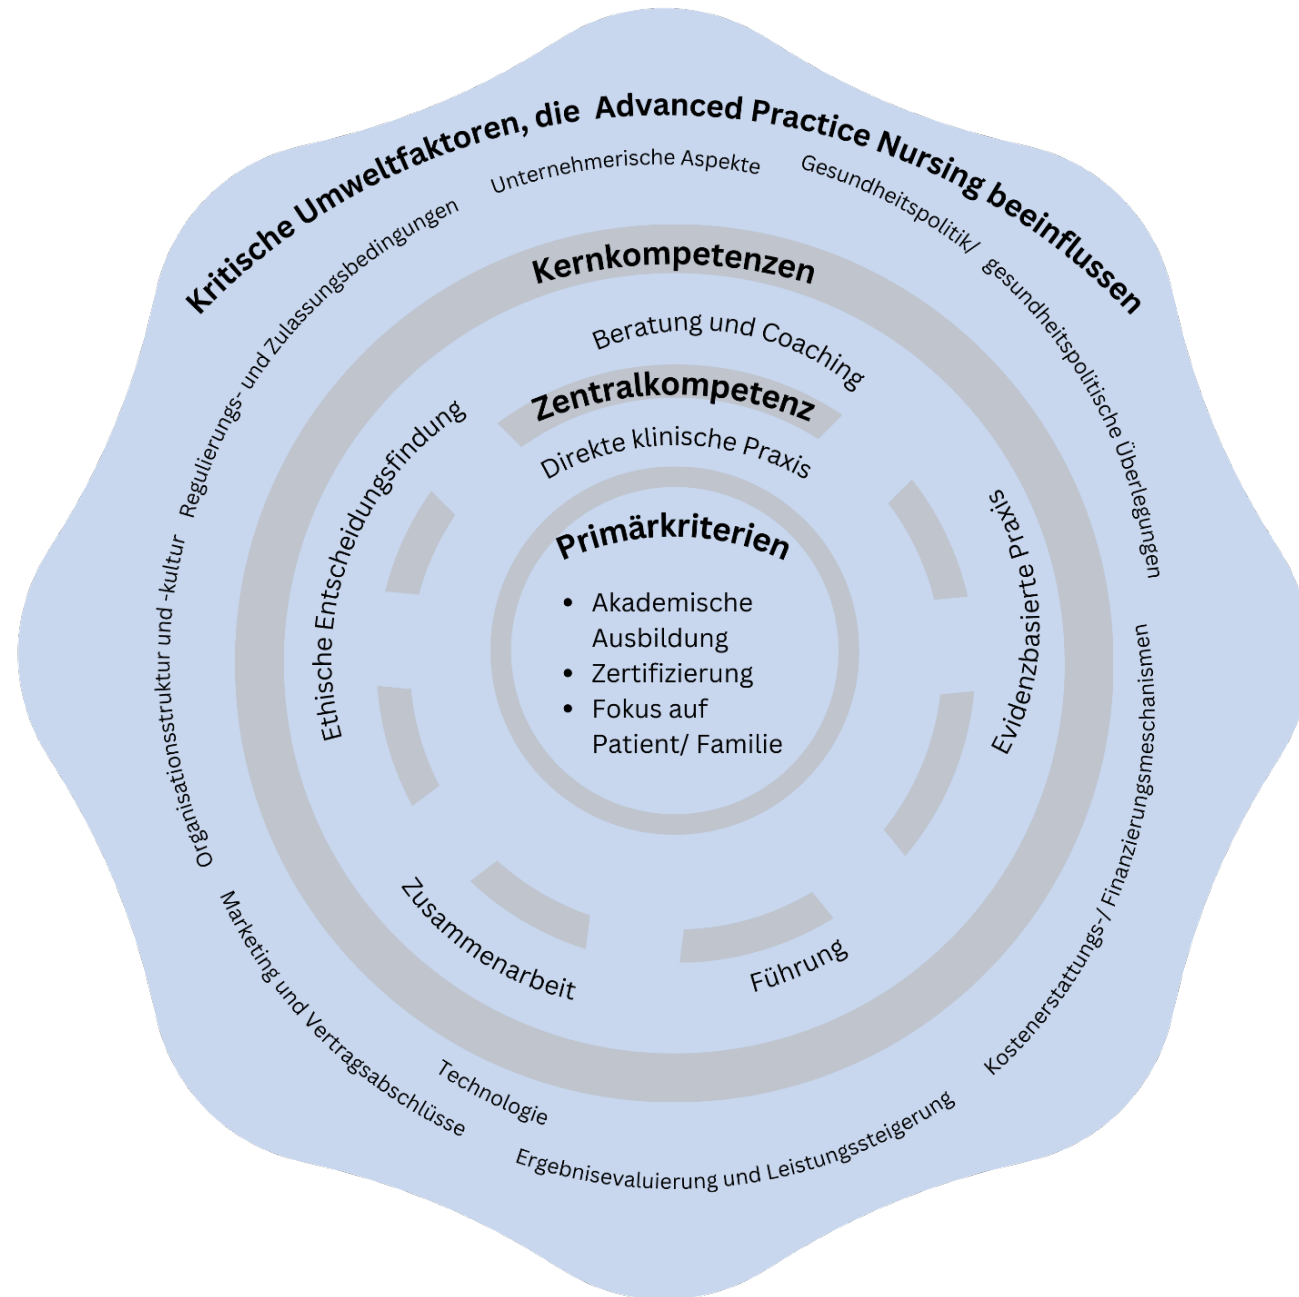 Kritische Umweltfaktoren, die Advanced Practice Nursing beeinflussen
Unternehmerische Aspekte
Gesundheitspolitik/ gesundheitspolitische Überlegungen
Kostenerstattungs-/ Finanzierungsmeschanismen
Ergebnisevaluierung und Leistungssteigerung
Technologie
Marketing und Vertragsabschlüsse
Organisationsstruktur und -kultur
Regulierungs- und Zulassungsbedingungen
Kernkompetenzen
Beratung und Coaching
Evidenzbasierte Praxis
Führung
Zusammenarbeit
Ethische Entscheidungsfindung
Zentralkompetenz
Direkte klinische Praxis
Primärkriterien
• Akademische
Ausbildung
• Zertifizierung
• Fokus auf
Patient/ Familie